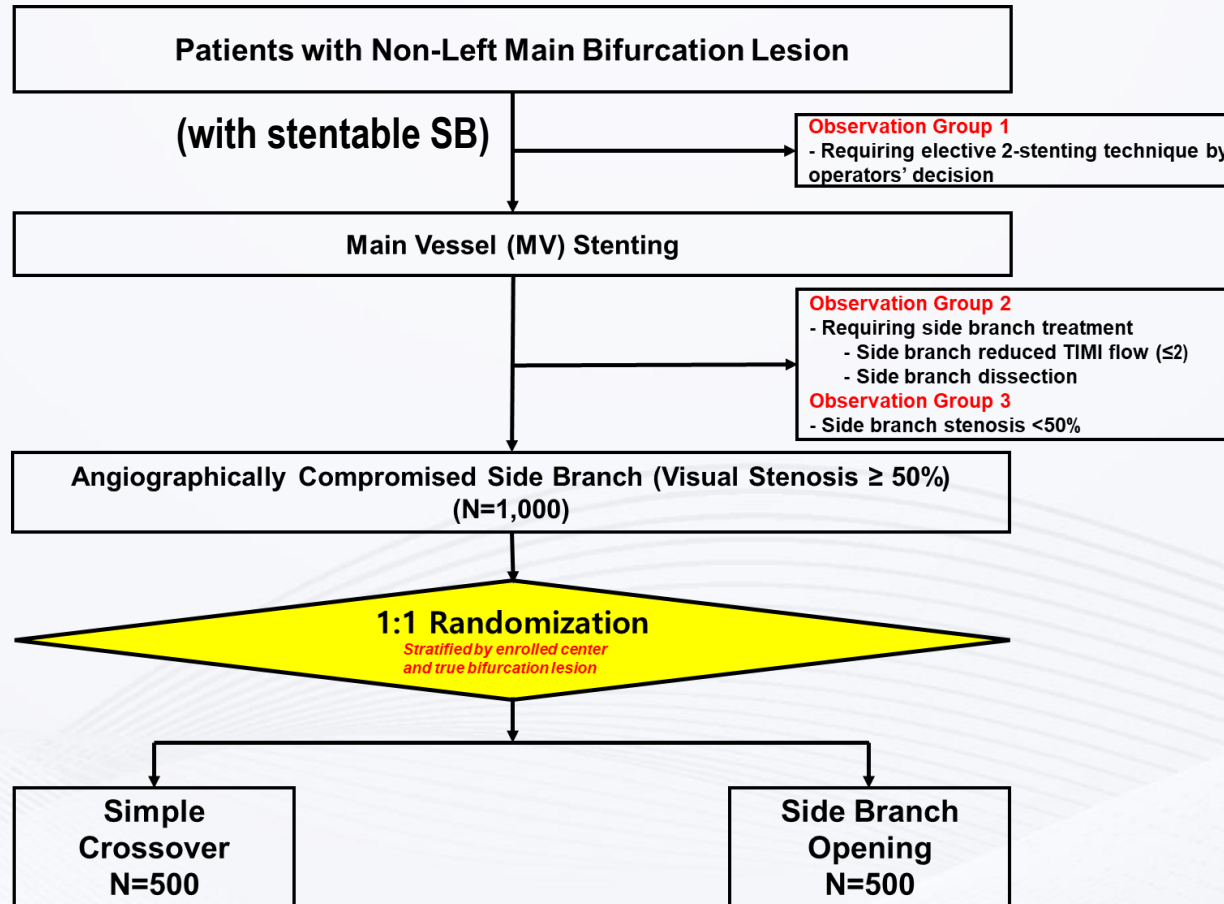 Patients with Non-Left Main Bifurcation Lesion
(with stentable SB)
Observation Group 1
- Requiring elective 2-stenting technique by
operators’ decision
Main Vessel (MV) Stenting
Observation Group 2
- Requiring side branch treatment
- Side branch reduced TIMI flow (≤2)
- Side branch dissection
Observation Group 3
- Side branch stenosis <50%
Angiographically Compromised Side Branch (Visual Stenosis ≥ 50%)
(N=1,000)
1:1 Randomization
Stratified by enrolled center
and true bifurcation lesion
Simple
Crossover
N=500
Side Branch
Opening
N=500